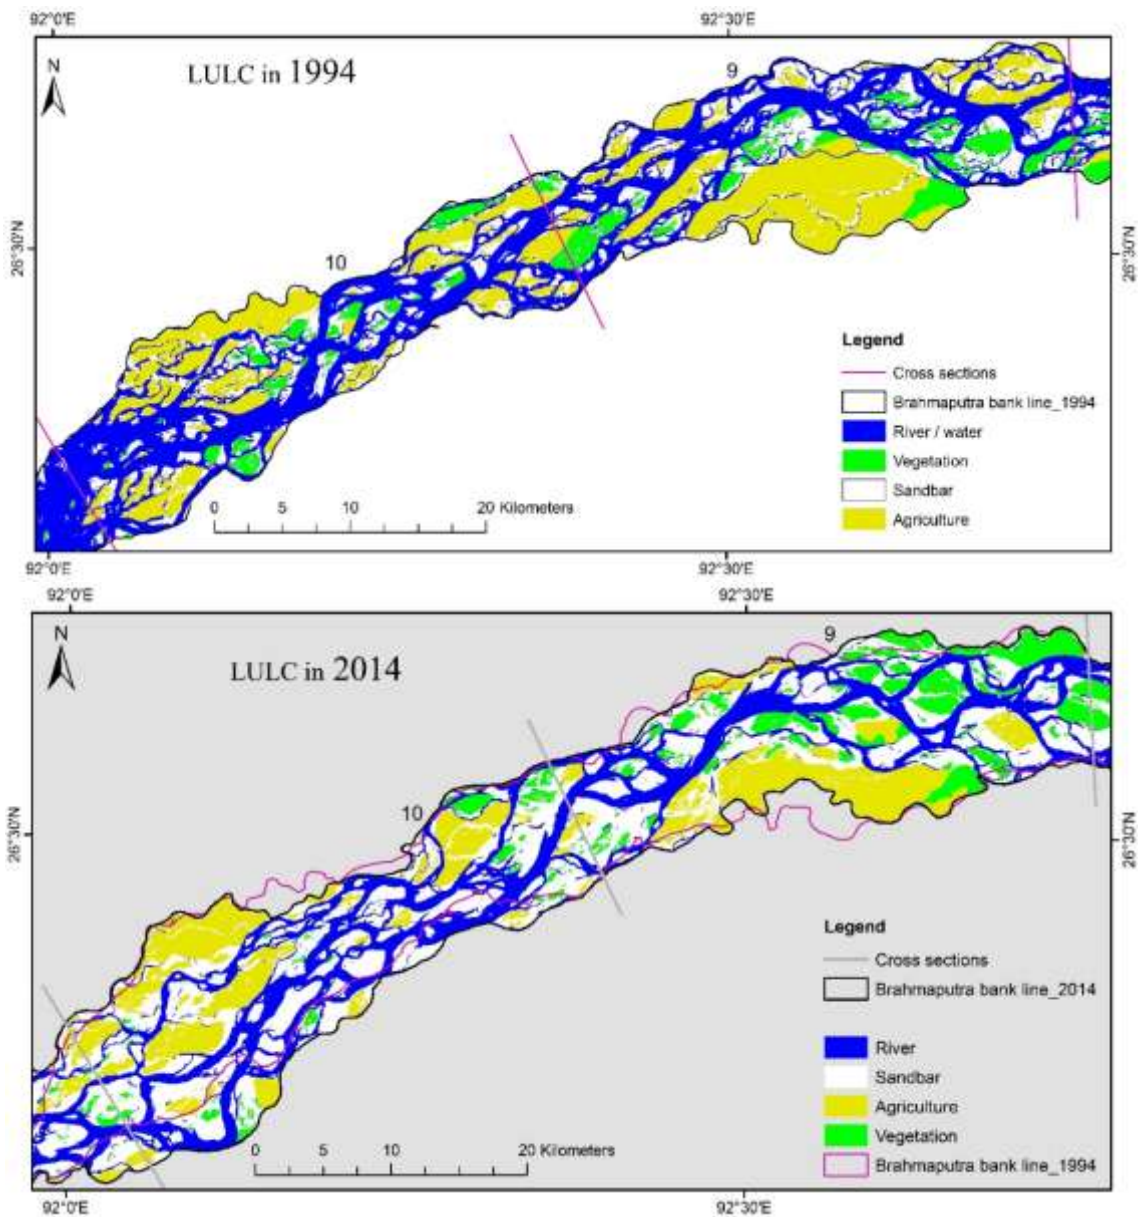 92°0'E 92°30'E
N
LULC in 1994
9
26°30'N 26°30'N
10
Legend
Cross sections
Brahmaputra bank line_1994
River / water
Vegetation
Sandbar
Agriculture
0 5 10 20 Kilometers
92°0'E 92°30'E
92°0'E 92°30'E
N
LULC in 2014
9
10
26°30'N 26°30'N
Legend
Cross sections
Brahmaputra bank line_2014
River
Sandbar
Agriculture
Vegetation
Brahmaputra bank line_1994
0 5 10 20 Kilometers
92°0'E 92°30'E